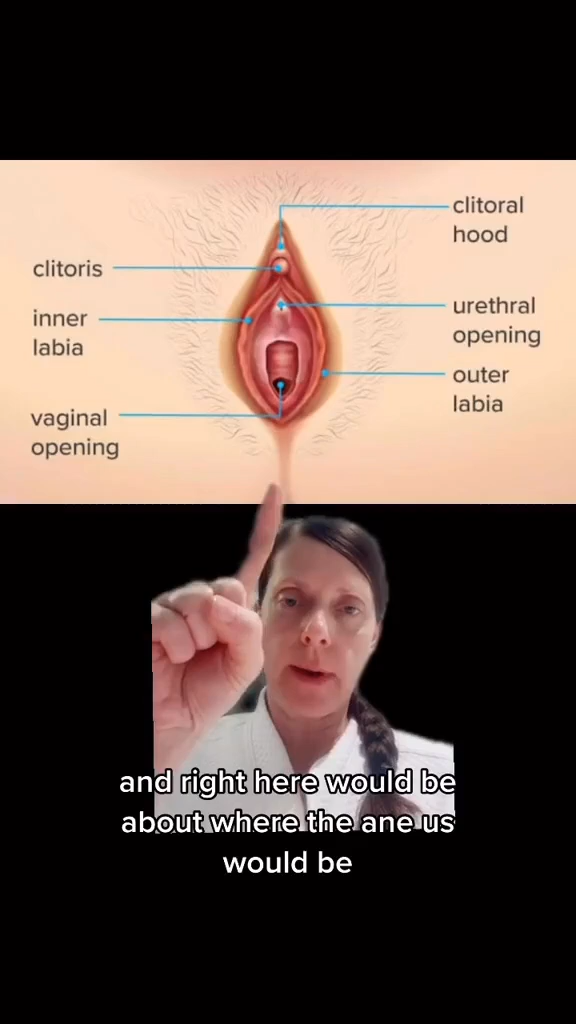 clitoral
hood
clitoris
inner
labia
urethral
opening
outer
labia
vaginal
opening
and right here would be
about where the ane us
would be